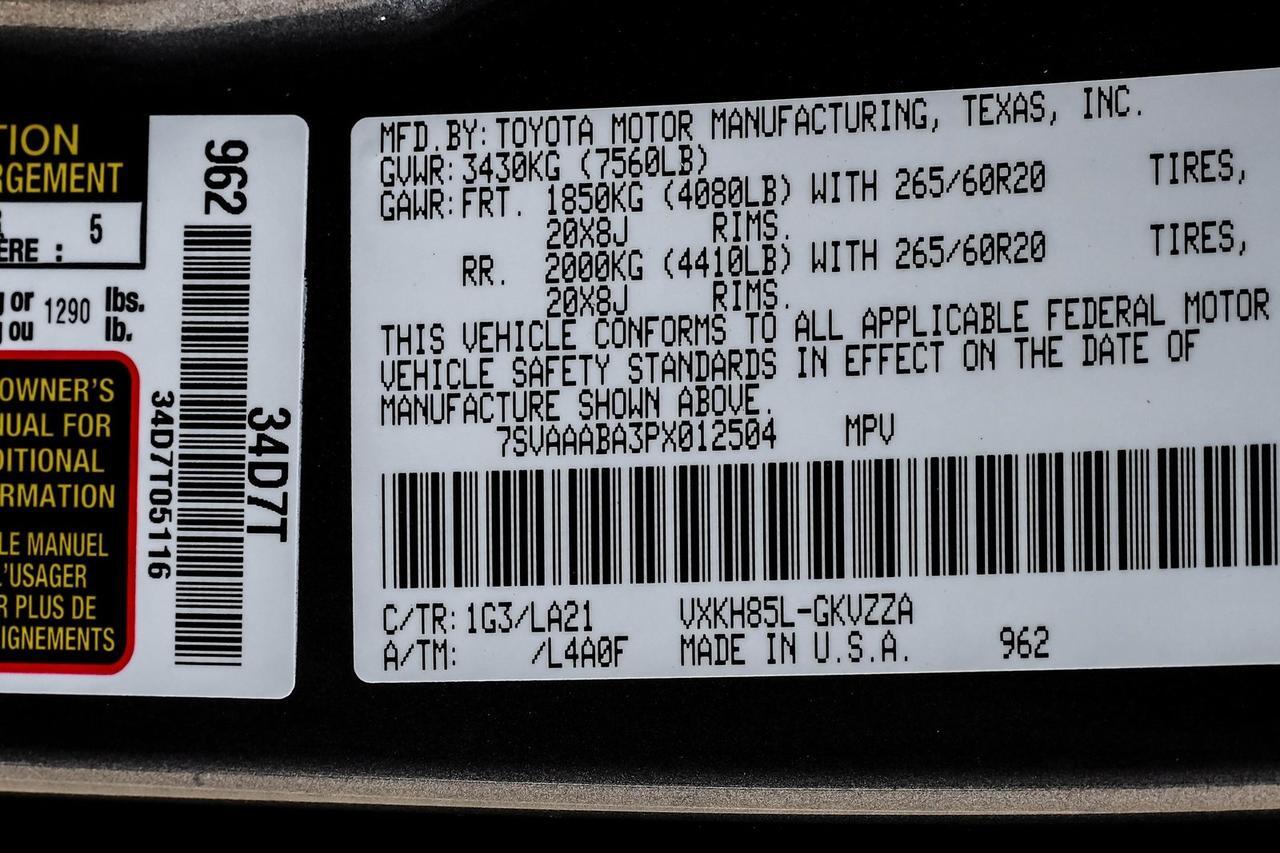 TION
RGEMENT
ÈRE : 5
g or 1290 lbs.
g ou lb.
OWNER'S
NUAL FOR
DITIONAL
RMATION
LE MANUEL
L'USAGER
R PLUS DE
IGNEMENTS
962
34D7T05116
34D7T
MFD.BY:TOYOTA MOTOR MANUFACTURING, TEXAS, INC.
GVWR:3430KG (7560LB)
GAWR:FRT. 1850KG (4080LB) WITH 265/60R20 TIRES,
20X8J RIMS.
RR. 2000KG (4410LB) WITH 265/60R20 TIRES,
20X8J RIMS.
THIS VEHICLE CONFORMS TO ALL APPLICABLE FEDERAL MOTOR
VEHICLE SAFETY STANDARDS IN EFFECT ON THE DATE OF
MANUFACTURE SHOWN ABOVE.
7SVAAABA3PX012504 MPV
C/TR:1G3/LA21 VXKH85L-GKVZZA
A/TM: /L4A0F MADE IN U.S.A. 962